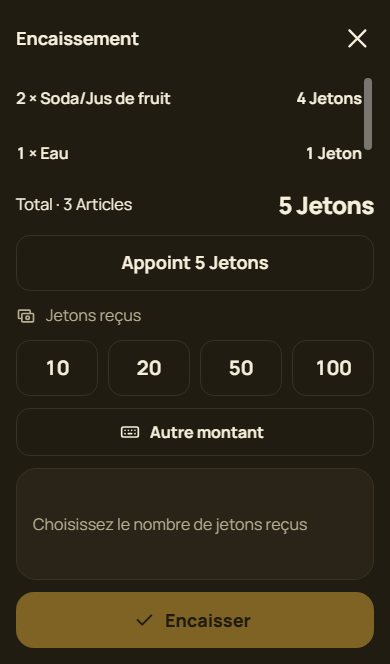 Encaissement
2 × Soda/Jus de fruit 4 Jetons
1 × Eau 1 Jeton
Total · 3 Articles 5 Jetons
Appoint 5 Jetons
Jetons reçus
10 20 50 100
Autre montant
Choisissez le nombre de jetons reçus
Encaisser